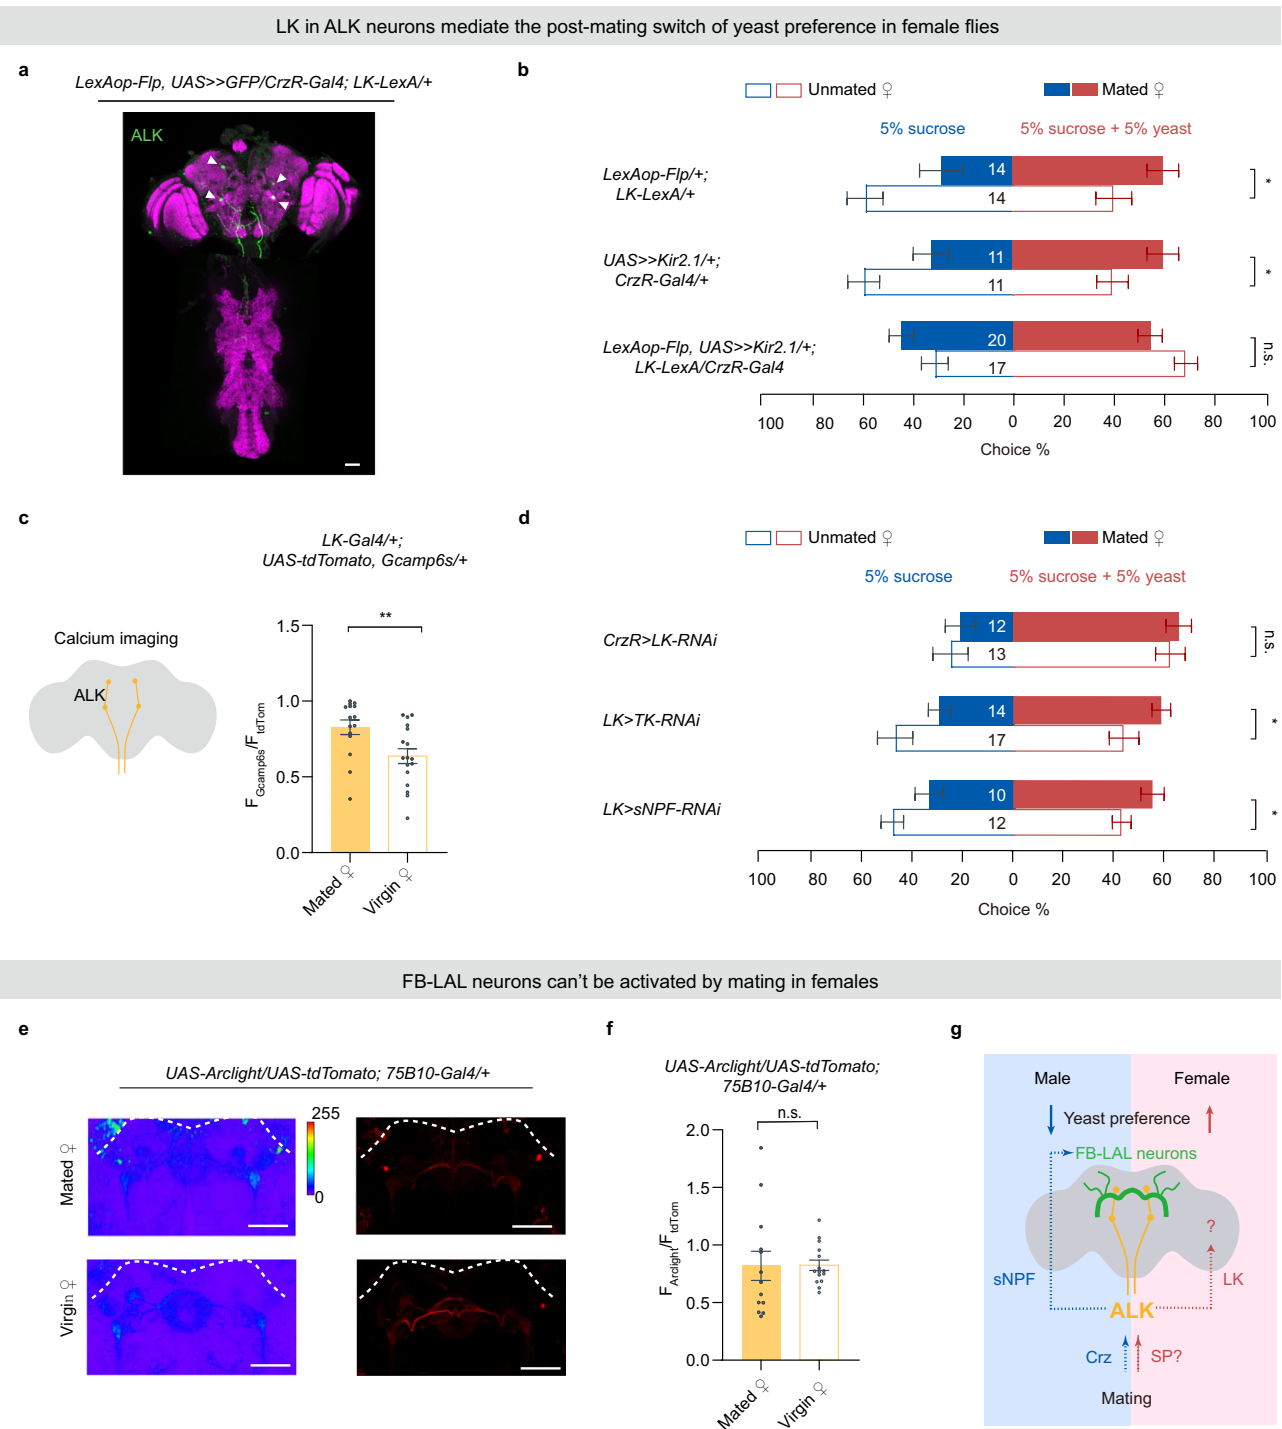 LK in ALK neurons mediate the post-mating switch of yeast preference in female flies
a
LexAop-Flp, UAS>>GFP/CrzR-Gal4; LK-LexA/+
ALK
b
Unmated ♀
Mated ♀
5% sucrose
5% sucrose + 5% yeast
LexAop-Flp/+;
LK-LexA/+
14
14
*
UAS>>Kir2.1/+;
CrzR-Gal4/+
11
11
*
LexAop-Flp, UAS>>Kir2.1/+;
LK-LexA/CrzR-Gal4
20
17
n.s.
100 80 60 40 20 0 20 40 60 80 100
Choice %
c
LK-Gal4/+;
UAS-tdTomato, Gcamp6s/+
Calcium imaging
ALK
**
1.5
1.0
0.5
0.0
F Gcamp6s/F tdTom
Mated ♀
Virgin ♀
d
Unmated ♀
Mated ♀
5% sucrose
5% sucrose + 5% yeast
CrzR>LK-RNAi
12
13
n.s.
LK>TK-RNAi
14
17
*
LK>sNPF-RNAi
10
12
*
100 80 60 40 20 0 20 40 60 80 100
Choice %
FB-LAL neurons can't be activated by mating in females
e
UAS-Arclight/UAS-tdTomato; 75B10-Gal4/+
Mated ♀
255
0
Virgin ♀
f
UAS-Arclight/UAS-tdTomato;
75B10-Gal4/+
n.s.
2.0
1.5
1.0
0.5
0.0
F Arclight/F tdTom
Mated ♀
Virgin ♀
g
Male
Female
Yeast preference
FB-LAL neurons
?
sNPF
LK
ALK
Crz
SP?
Mating